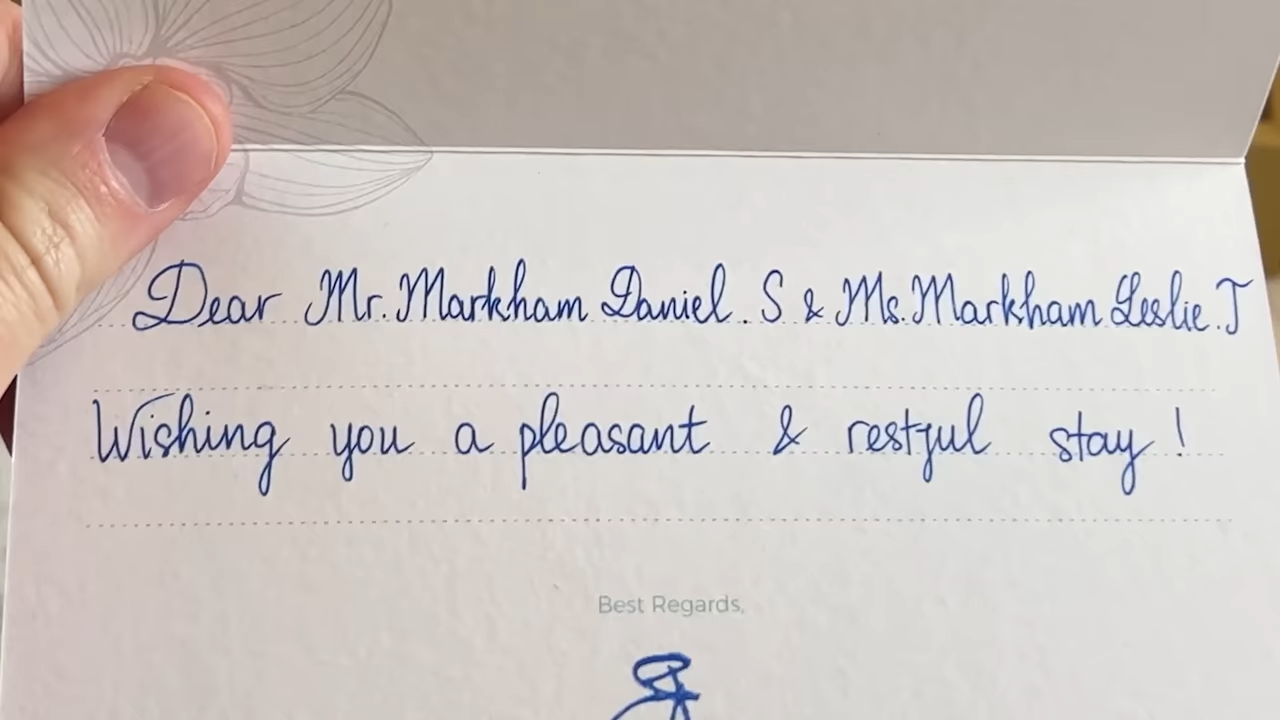 Dear Mr. Markham Daniel. S & Ms. Markham Leslie. T
Wishing you a pleasant & restful stay!
Best Regards,